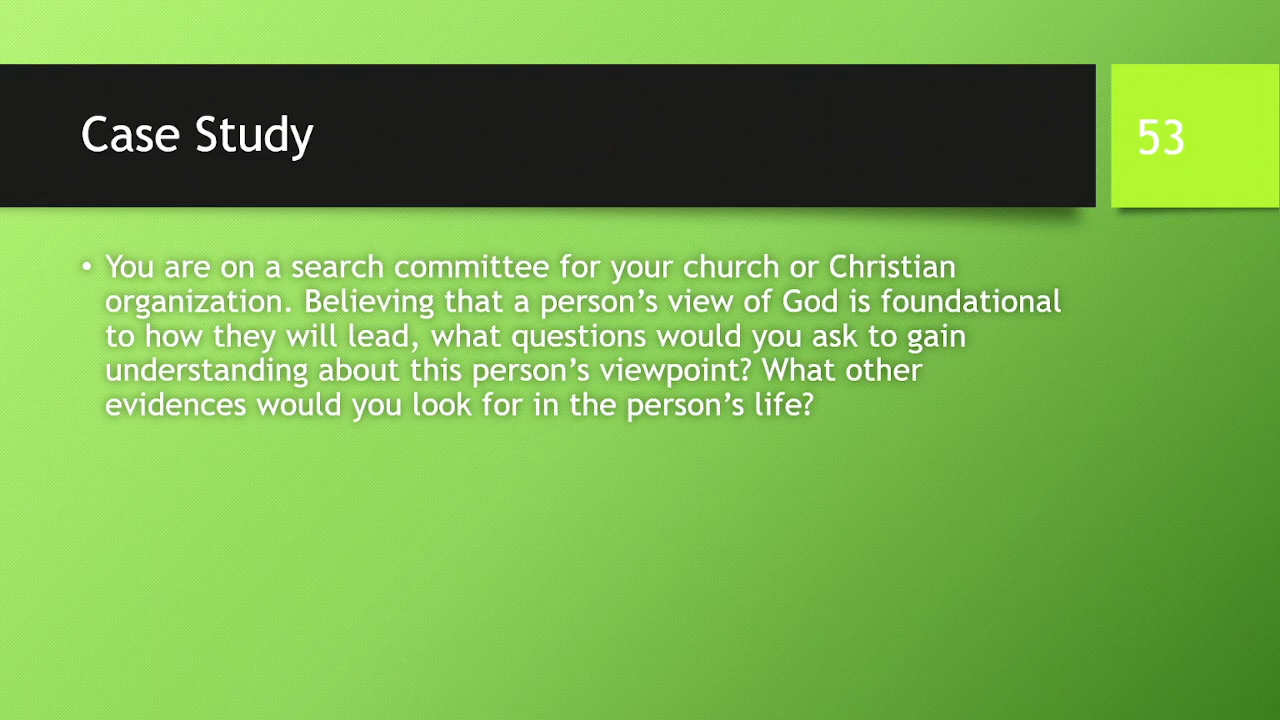 Case Study
53
• You are on a search committee for your church or Christian
organization. Believing that a person’s view of God is foundational
to how they will lead, what questions would you ask to gain
understanding about this person’s viewpoint? What other
evidences would you look for in the person’s life?